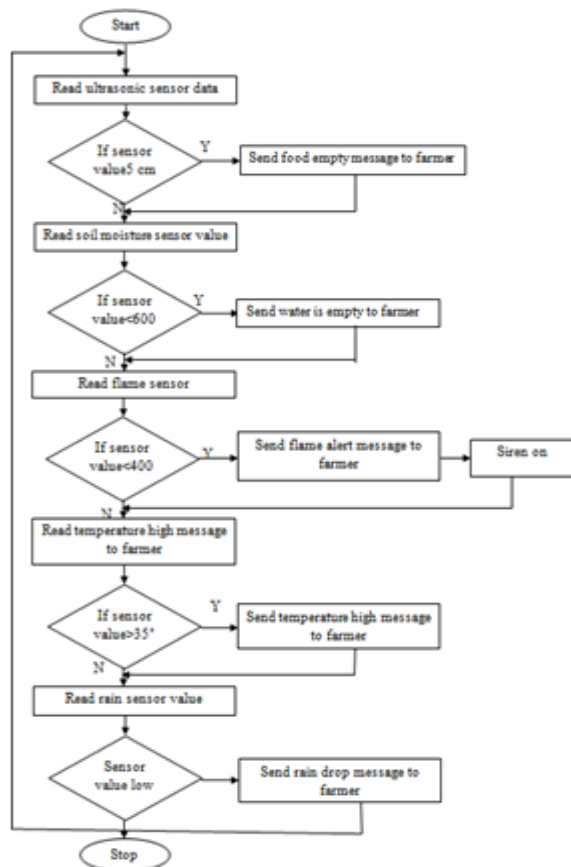 Start
Read ultrasonic sensor data
If sensor
value5 cm
Y
Send food empty message to farmer
N
Read soil moisture sensor value
If sensor
value<600
Y
Send water is empty to farmer
N
Read flame sensor
If sensor
value<400
Y
Send flame alert message to
farmer
Siren on
N
Read temperature high message
to farmer
If sensor
value>35°
Y
Send temperature high message
to farmer
N
Read rain sensor value
Sensor
value low
Send rain drop message to
farmer
Stop